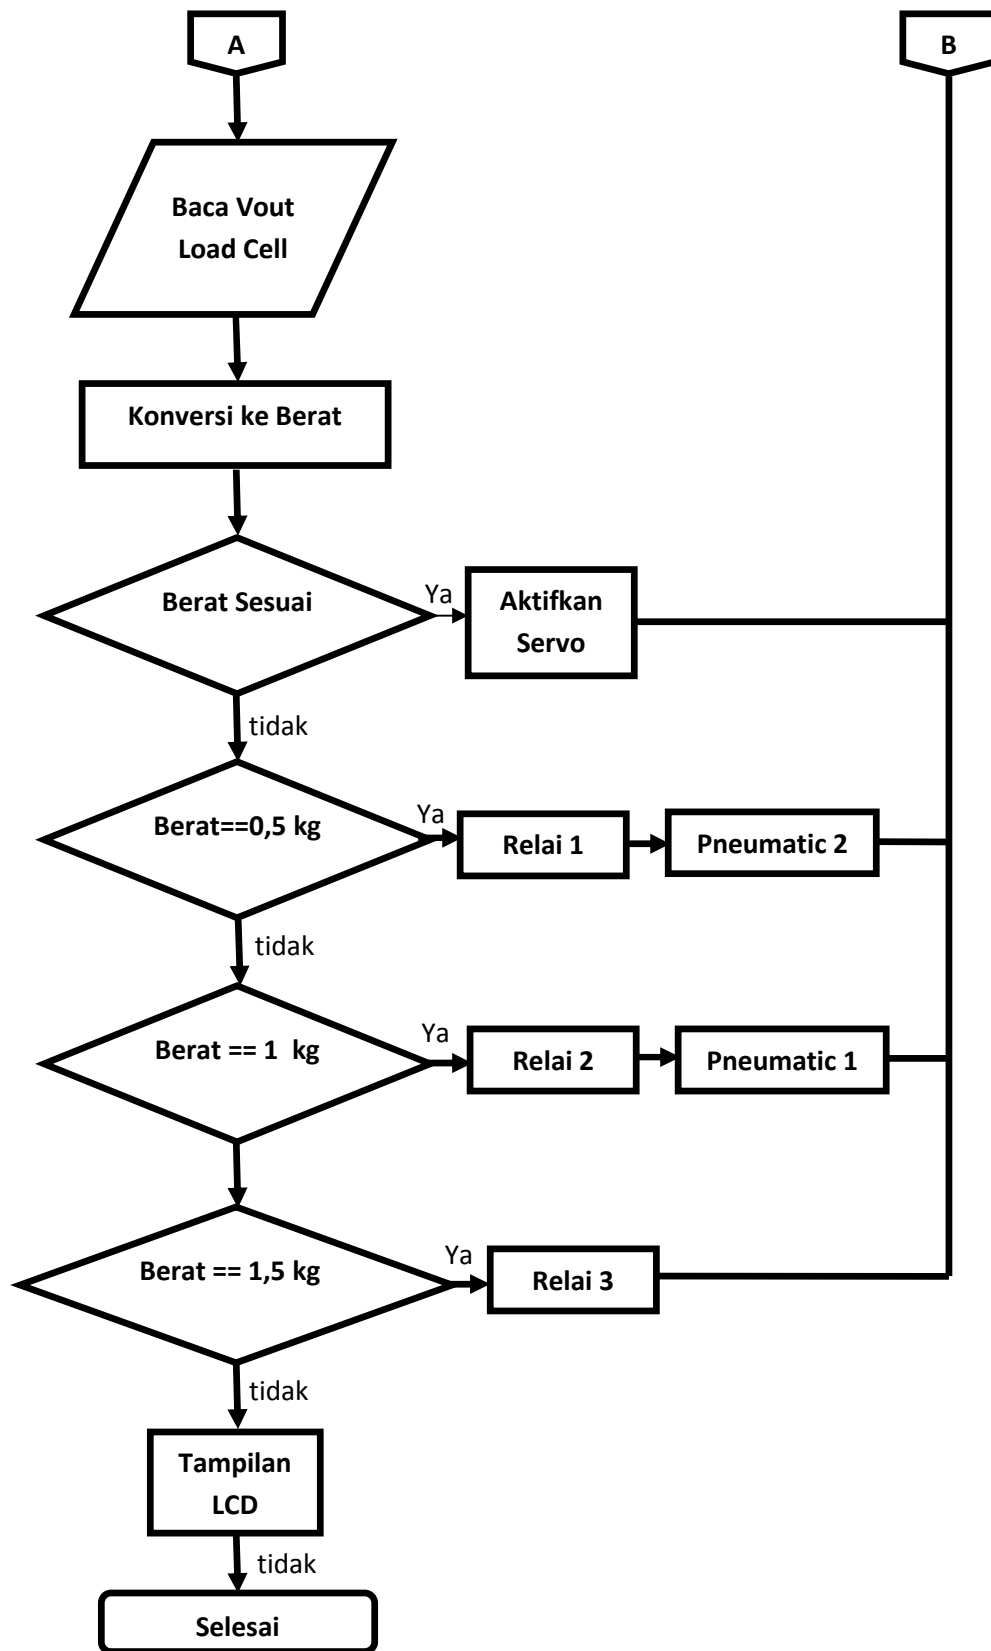 A
B
Baca Vout
Load Cell
Konversi ke Berat
Berat Sesuai
Ya
Aktifkan
Servo
tidak
Berat==0,5 kg
Ya
Relai 1
Pneumatic 2
tidak
Berat == 1 kg
Ya
Relai 2
Pneumatic 1
Berat == 1,5 kg
Ya
Relai 3
tidak
Tampilan
LCD
tidak
Selesai